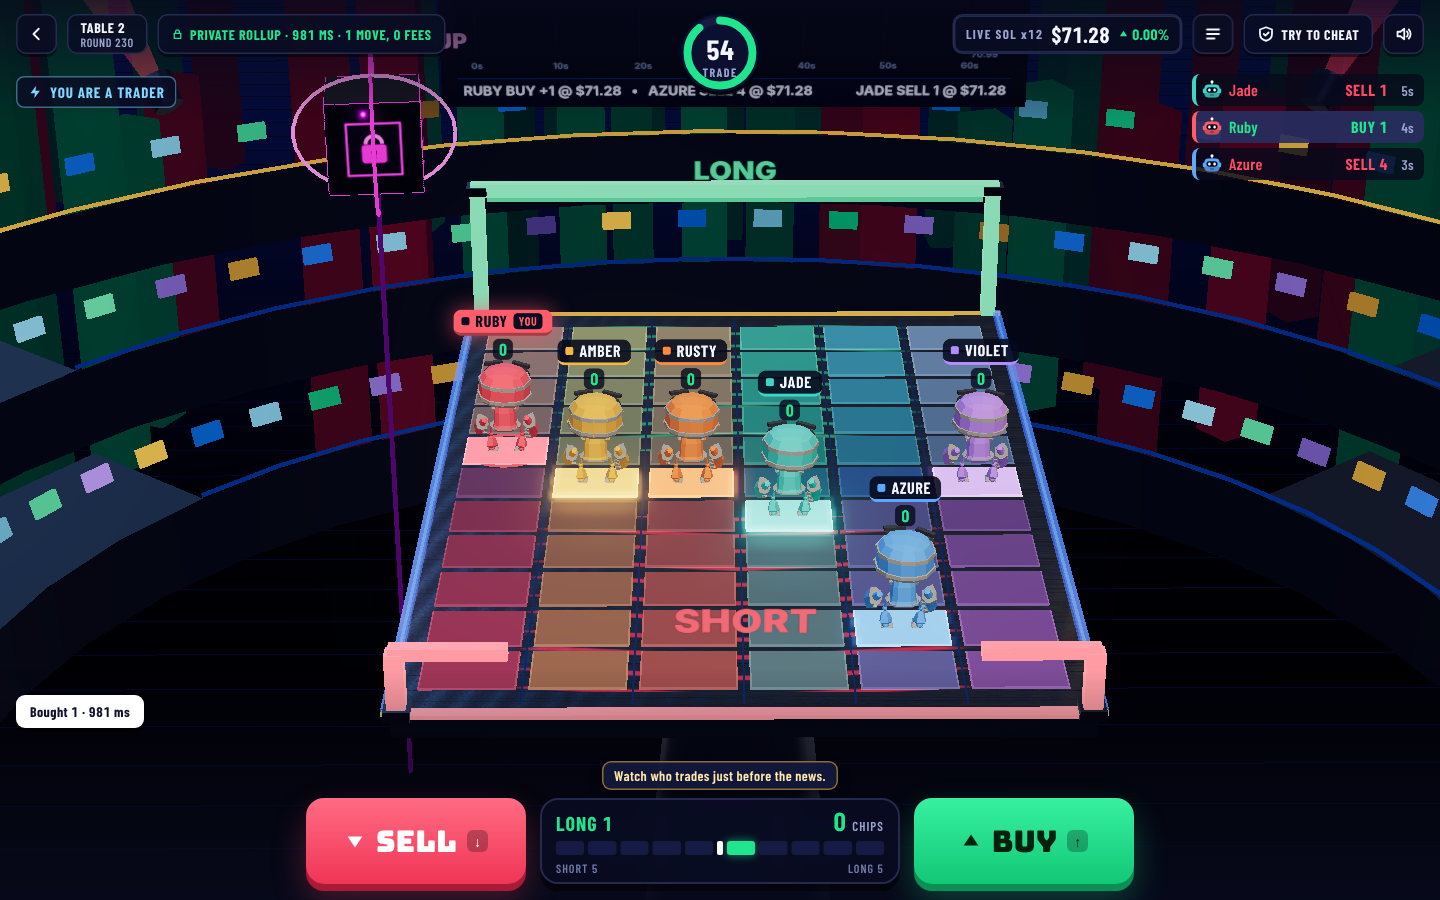 TABLE 2
ROUND 230
PRIVATE ROLLUP · 981 MS · 1 MOVE, 0 FEES
UP
54
TRADE
LIVE SOL x12 $71.28 ▲ 0.00%
TRY TO CHEAT
0s 10s 20s 40s 60s
RUBY BUY +1 @ $71.28 • AZURE 4 @ $71.28 JADE SELL 1 @ $71.28
YOU ARE A TRADER
Jade SELL 1 5s
Ruby BUY 1 4s
Azure SELL 4 3s
LONG
RUBY YOU
0
AMBER
0
RUSTY
0
JADE
0
VIOLET
0
AZURE
0
SHORT
Bought 1 · 981 ms
Watch who trades just before the news.
▼ SELL ↓
LONG 1 0 CHIPS
SHORT 5 LONG 5
▲ BUY ↑